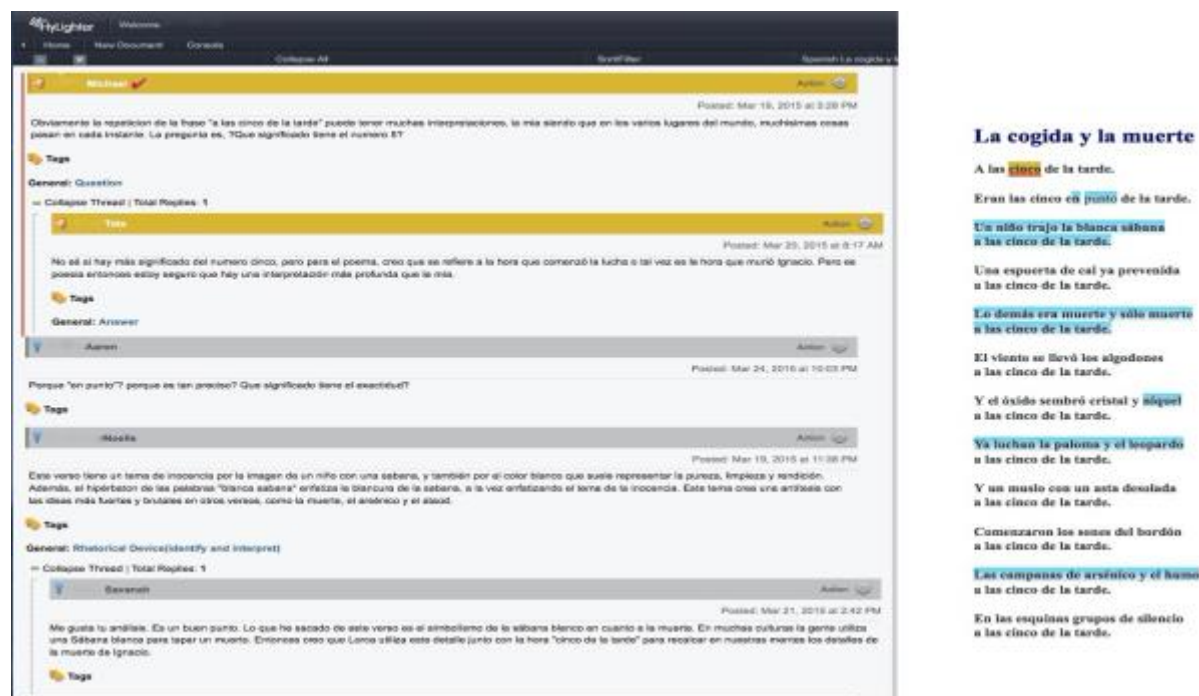 HyLighter Welcome
Home New Document Console
Collapse All Sort/Filter Spanish La cogida y
Michael Action
Posted: Mar 19, 2015 at 3:28 PM
Obviamente la repeticion de la frase "a las cinco de la tarde" puede tener muchas interpretaciones, la mia siendo que en los varios lugares del mundo, muchisimas cosas
pasan en cada instante. La pregunta es, ?Que significado tiene el numero 5?
Tags
General: Question
Collapse Thread | Total Replies: 1
Action
Posted: Mar 20, 2015 at 8:17 AM
No sé si hay más significado del numero cinco, pero para el poema, creo que se refiere a la hora que comenzó la lucha o tal vez es la hora que murió Ignacio. Pero es
poesia entonces estoy seguro que hay una interpretación más profunda que la mia.
Tags
General: Answer
Aaron Action
Posted: Mar 24, 2015 at 10:03 PM
Porque "en punto"? porque es tan preciso? Que significado tiene el exactidud?
Tags
Noelia Action
Posted: Mar 19, 2015 at 11:38 PM
Este verso tiene un tema de inocencia por la imagen de un niño con una sabana, y también por el color blanco que suele representar la pureza, limpieza y rendición.
Además, el hipérbaton de las palabras "blanca sabana" enfatiza la blancura de la sabana, a la vez enfatizando el tema de la inocencia. Este tema crea una antítesis con
las ideas más fuertes y brutales en otros versos, como la muerte, el arsénico y el ataúd.
Tags
General: Rhetorical Device(identify and interpret)
Collapse Thread | Total Replies: 1
Savanah Action
Posted: Mar 21, 2015 at 2:42 PM
Me gusta tu análisis. Es un buen punto. Lo que he sacado de este verso es el simbolismo de la sábana blanco en cuanto a la muerte. En muchas culturas la gente utiliza
una Sábana blanca para tapar un muerto. Entonces creo que Lorca utiliza este detalle junto con la hora "cinco de la tarde" para recalcar en nuestras mentes los detalles de
la muerte de Ignacio.
Tags
La cogida y la muerte
A las cinco de la tarde.
Eran las cinco en punto de la tarde.
Un niño trajo la blanca sábana
a las cinco de la tarde.
Una espuerta de cal ya prevenida
a las cinco de la tarde.
Lo demás era muerte y sólo muerte
a las cinco de la tarde.
El viento se llevó los algodones
a las cinco de la tarde.
Y el óxido sembró cristal y níquel
a las cinco de la tarde.
Ya luchan la paloma y el leopardo
a las cinco de la tarde.
Y un muslo con un asta desolada
a las cinco de la tarde.
Comenzaron los sones del bordón
a las cinco de la tarde.
Las campanas de arsénico y el humo
a las cinco de la tarde.
En las esquinas grupos de silencio
a las cinco de la tarde.